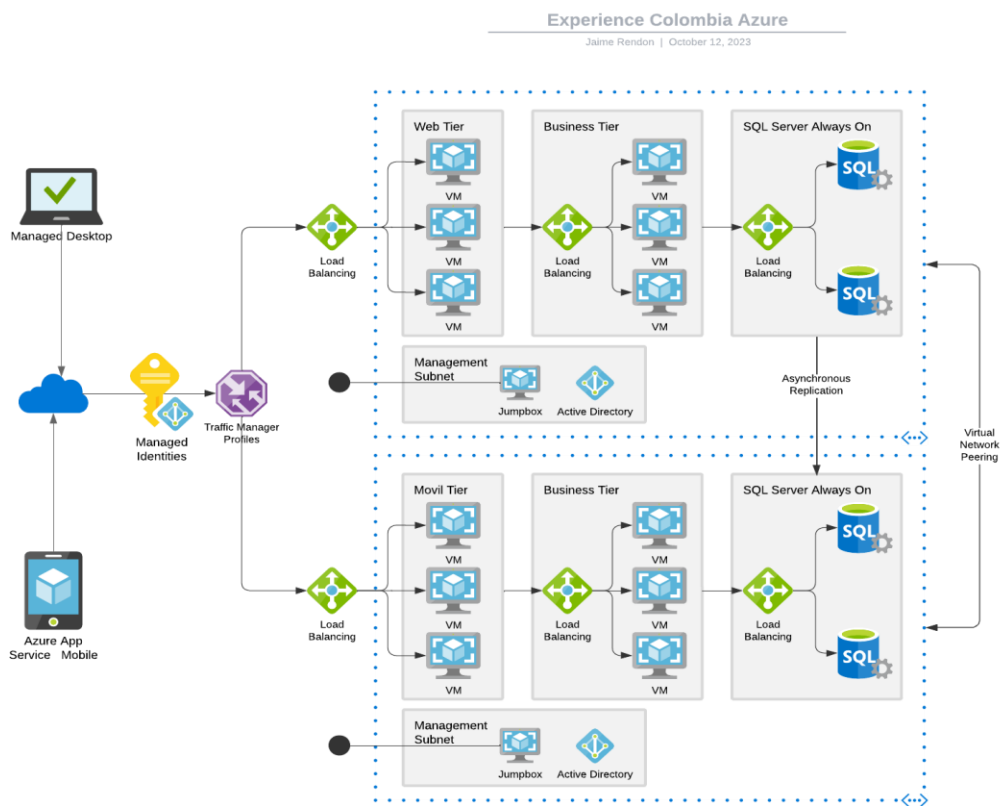 Experience Colombia Azure
Jaime Rendon | October 12, 2023
Managed Desktop
Managed
Identities
Traffic Manager
Profiles
Azure App
Service Mobile
Load
Balancing
Web Tier
VM
VM
VM
Business Tier
Load
Balancing
VM
VM
VM
SQL Server Always On
Load
Balancing
SQL
SQL
Management
Subnet
Jumpbox
Active Directory
Asynchronous
Replication
Virtual
Network
Peering
Load
Balancing
Movil Tier
VM
VM
VM
Business Tier
Load
Balancing
VM
VM
VM
SQL Server Always On
Load
Balancing
SQL
SQL
Management
Subnet
Jumpbox
Active Directory